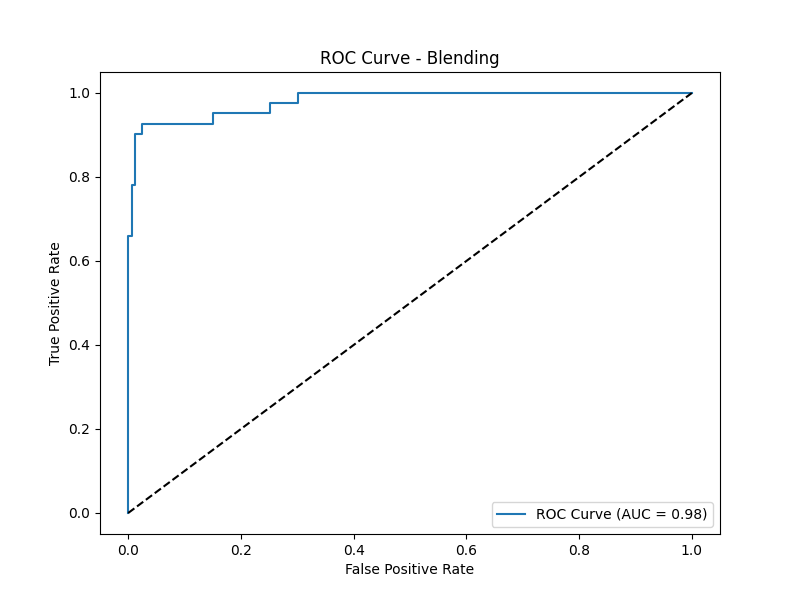 ROC Curve - Blending
1.0
0.8
0.6
0.4
0.2
0.0
True Positive Rate
ROC Curve (AUC = 0.98)
0.0 0.2 0.4 0.6 0.8 1.0
False Positive Rate